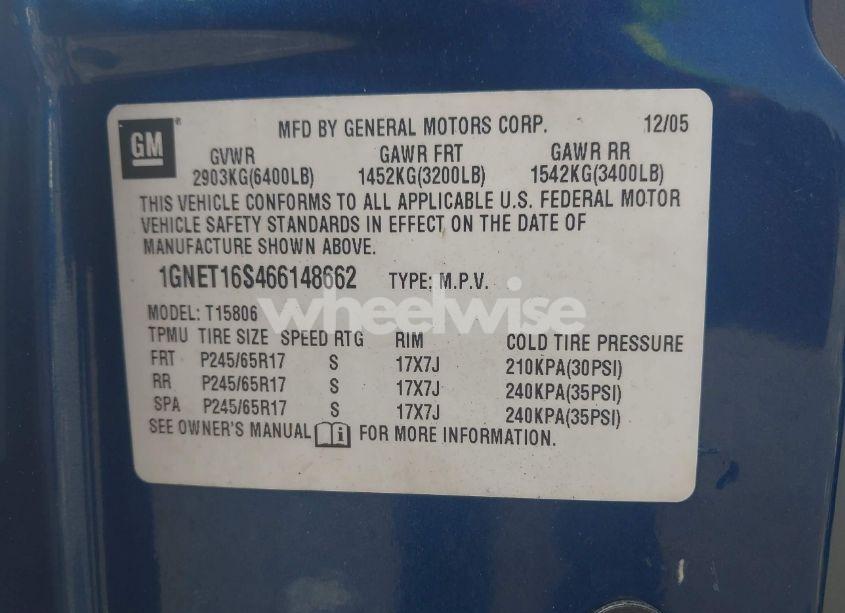 GM
MFD BY GENERAL MOTORS CORP. 12/05
GVWR GAWR FRT GAWR RR
2903KG(6400LB) 1452KG(3200LB) 1542KG(3400LB)
THIS VEHICLE CONFORMS TO ALL APPLICABLE U.S. FEDERAL MOTOR
VEHICLE SAFETY STANDARDS IN EFFECT ON THE DATE OF
MANUFACTURE SHOWN ABOVE.
1GNET16S466148662 TYPE: M.P.V.
wheelwise
MODEL: T15806
TPMU TIRE SIZE SPEED RTG RIM COLD TIRE PRESSURE
FRT P245/65R17 S 17X7J 210KPA(30PSI)
RR P245/65R17 S 17X7J 240KPA(35PSI)
SPA P245/65R17 S 17X7J 240KPA(35PSI)
SEE OWNER'S MANUAL FOR MORE INFORMATION.